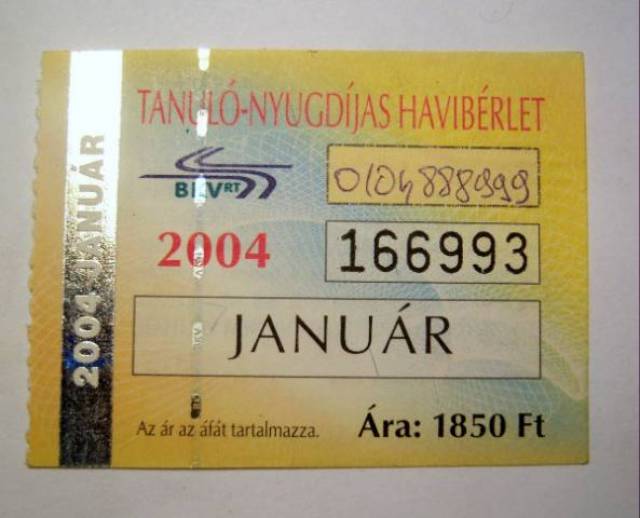 TANULÓ-NYUGDÍJAS HAVIBÉRLET
BKV RT
0104888999
2004
166993
JANUÁR
Az ár az áfát tartalmazza.
Ára: 1850 Ft
2004 JANUÁR